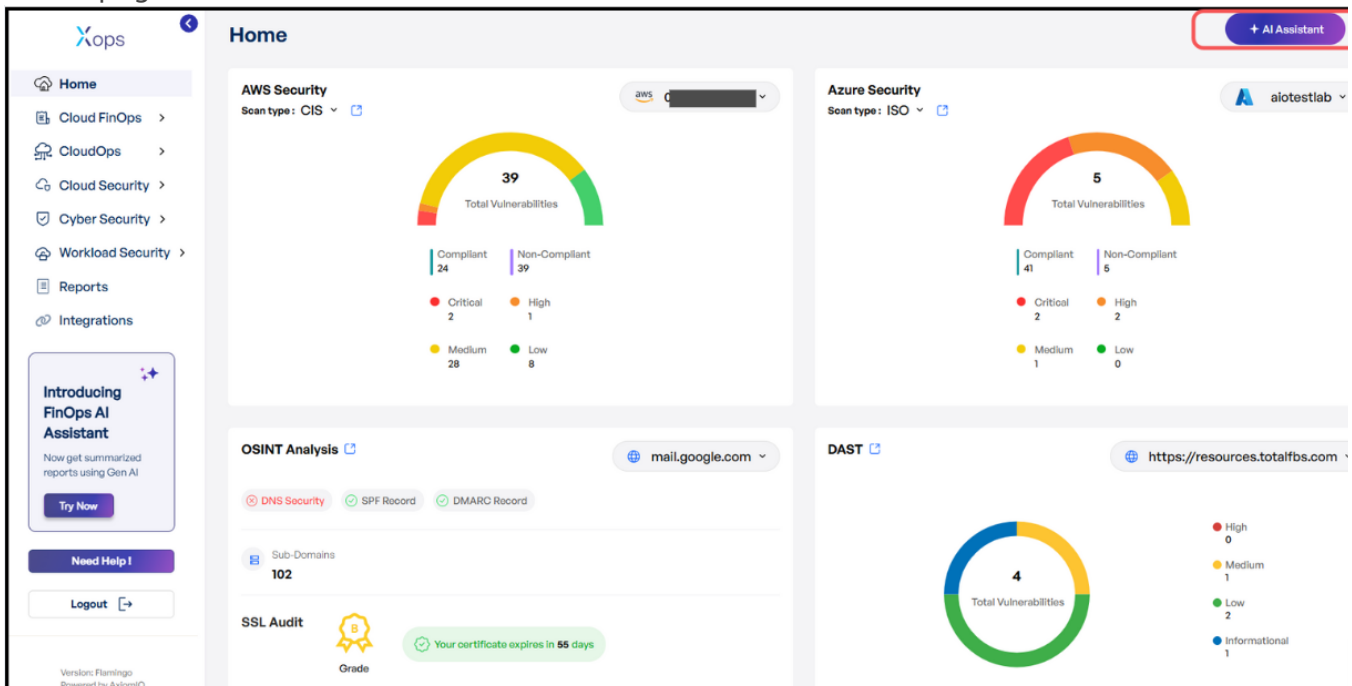 Xops
Home
Cloud FinOps
CloudOps
Cloud Security
Cyber Security
Workload Security
Reports
Integrations
Introducing
FinOps AI
Assistant
Now get summarized
reports using Gen AI
Try Now
Need Help !
Logout
Version: Flamingo
Powered by AxiomIO
Home
+ AI Assistant
AWS Security
Scan type : CIS
aws
39
Total Vulnerabilities
Compliant
24
Non-Compliant
39
Critical
2
High
1
Medium
28
Low
8
Azure Security
Scan type : ISO
aiotestlab
5
Total Vulnerabilities
Compliant
41
Non-Compliant
5
Critical
2
High
2
Medium
1
Low
0
OSINT Analysis
mail.google.com
DNS Security
SPF Record
DMARC Record
Sub-Domains
102
SSL Audit
B
Grade
Your certificate expires in 55 days
DAST
https://resources.totalfbs.com
4
Total Vulnerabilities
High
0
Medium
1
Low
2
Informational
1